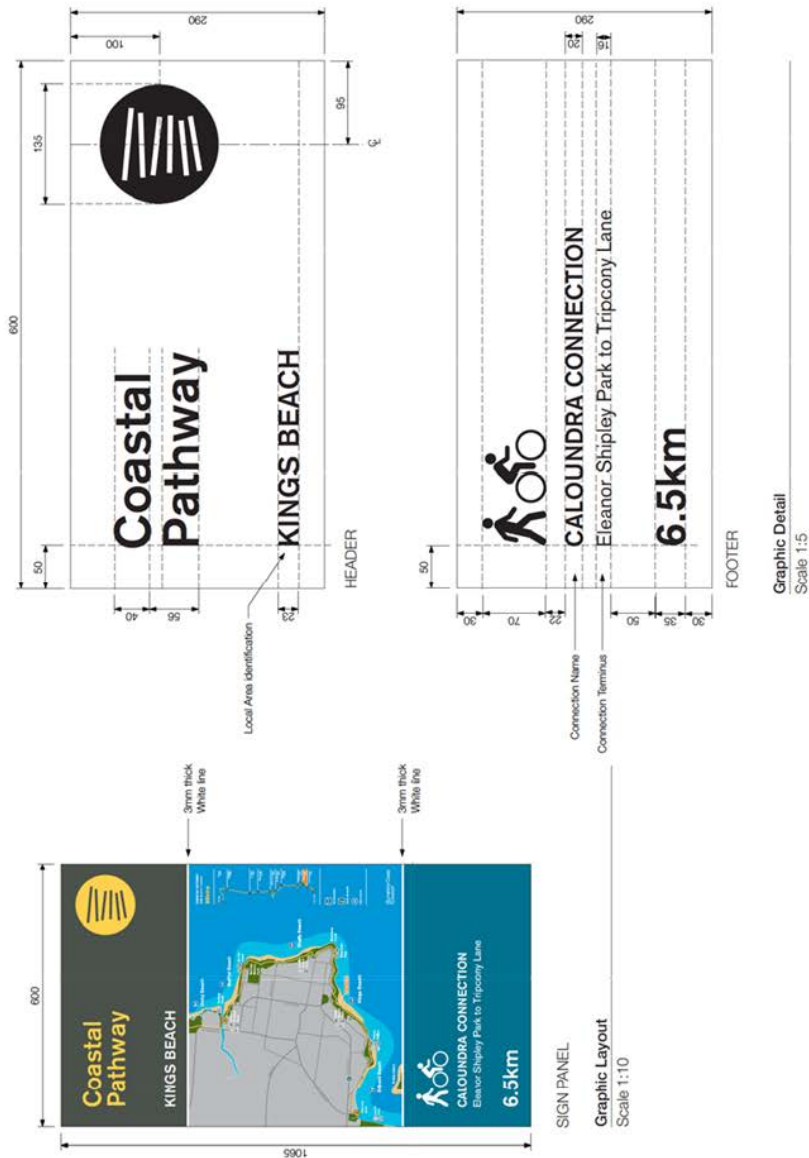 600
1065
Coastal
Pathway
KINGS BEACH
CALOUNDRA CONNECTION
Eleanor Shipley Park to Tripcony Lane
6.5km
3mm thick
White line
3mm thick
White line
SIGN PANEL
Graphic Layout
Scale 1:10
600
135
100
290
50
40
56
23
95
Coastal
Pathway
KINGS BEACH
Local Area identification
HEADER
290
50
30
70
22
20
16
50
35
30
CALOUNDRA CONNECTION
Eleanor Shipley Park to Tripcony Lane
6.5km
Connection Name
Connection Terminus
FOOTER
Graphic Detail
Scale 1:5